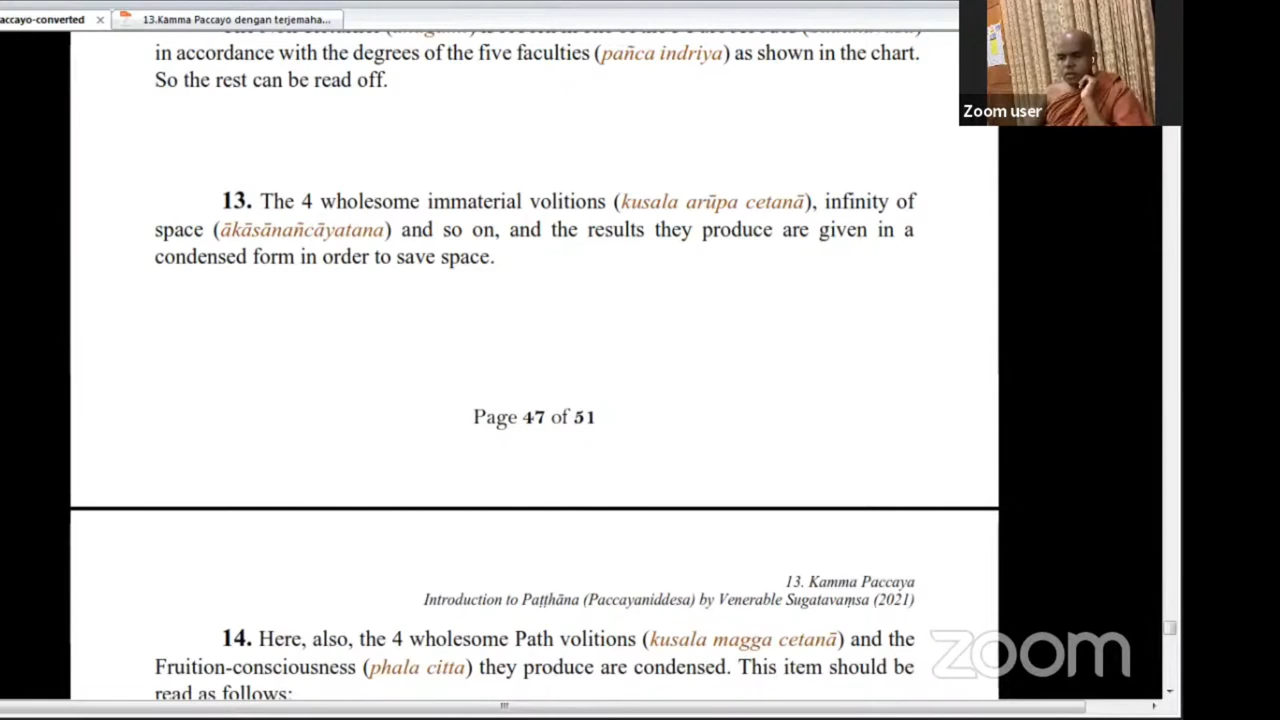 accayo-converted
13.Kamma Paccayo dengan terjemaha...
in accordance with the degrees of the five faculties (pañca indriya) as shown in the chart.
So the rest can be read off.
Zoom user
13. The 4 wholesome immaterial volitions (kusala arūpa cetanā), infinity of
space (ākāsānañcāyatana) and so on, and the results they produce are given in a
condensed form in order to save space.
Page 47 of 51
13. Kamma Paccaya
Introduction to Paṭṭhāna (Paccayaniddesa) by Venerable Sugatavaṃsa (2021)
14. Here, also, the 4 wholesome Path volitions (kusala magga cetanā) and the
Fruition-consciousness (phala citta) they produce are condensed. This item should be
read as follows:
zoom